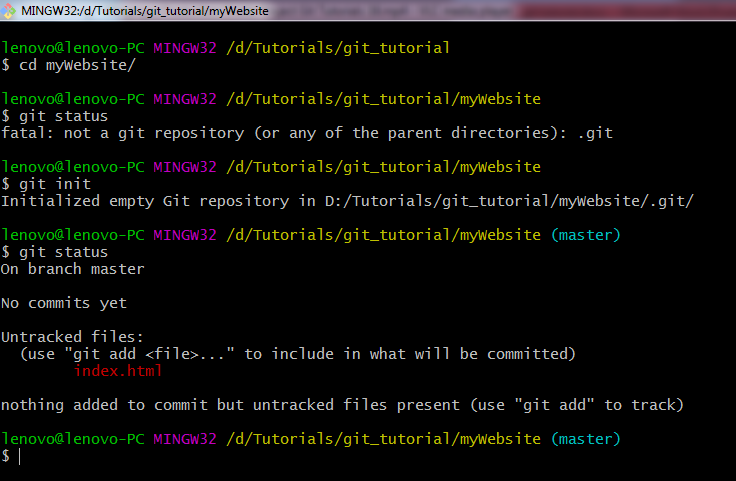 MINGW32:/d/Tutorials/git_tutorial/myWebsite
lenovo@lenovo-PC MINGW32 /d/Tutorials/git_tutorial
$ cd myWebsite/
lenovo@lenovo-PC MINGW32 /d/Tutorials/git_tutorial/myWebsite
$ git status
fatal: not a git repository (or any of the parent directories): .git
lenovo@lenovo-PC MINGW32 /d/Tutorials/git_tutorial/myWebsite
$ git init
Initialized empty Git repository in D:/Tutorials/git_tutorial/myWebsite/.git/
lenovo@lenovo-PC MINGW32 /d/Tutorials/git_tutorial/myWebsite (master)
$ git status
On branch master
No commits yet
Untracked files:
(use "git add <file>..." to include in what will be committed)
index.html
nothing added to commit but untracked files present (use "git add" to track)
lenovo@lenovo-PC MINGW32 /d/Tutorials/git_tutorial/myWebsite (master)
$